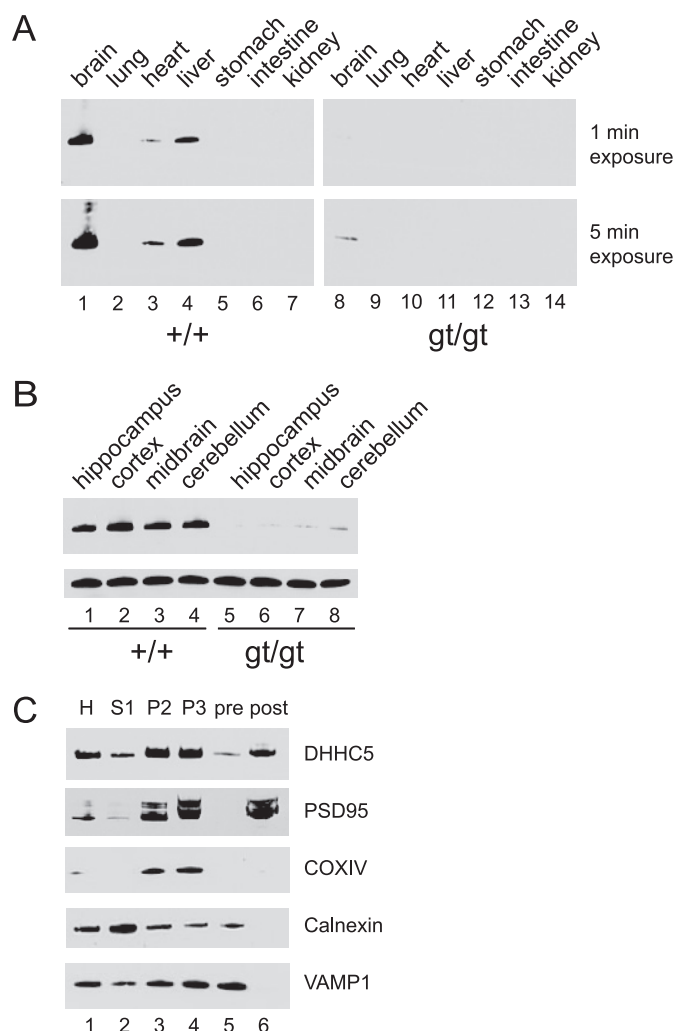 A
brain lung heart liver stomach intestine kidney brain lung heart liver stomach intestine kidney
1 min
exposure
5 min
exposure
1 2 3 4 5 6 7 8 9 10 11 12 13 14
+/+ gt/gt
B
hippocampus cortex midbrain cerebellum hippocampus cortex midbrain cerebellum
1 2 3 4 5 6 7 8
+/+ gt/gt
C
H S1 P2 P3 pre post
DHHC5
PSD95
COXIV
Calnexin
VAMP1
1 2 3 4 5 6